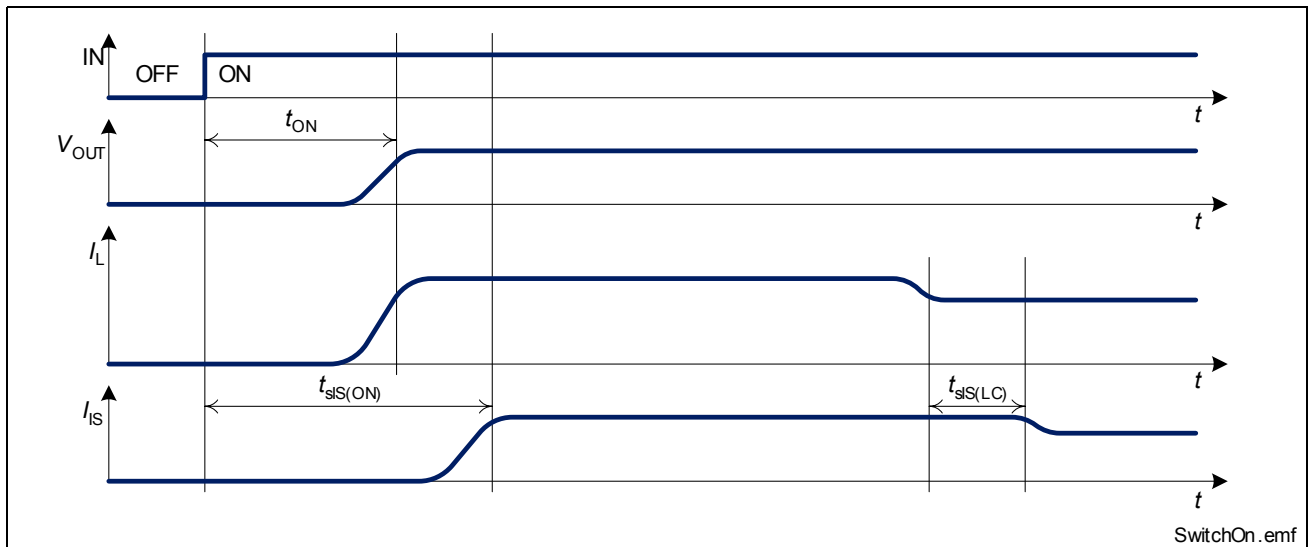 IN
OFF ON
t
tON
VOUT
t
IL
t
tsIS(ON)
tsIS(LC)
IIS
t
SwitchOn.emf